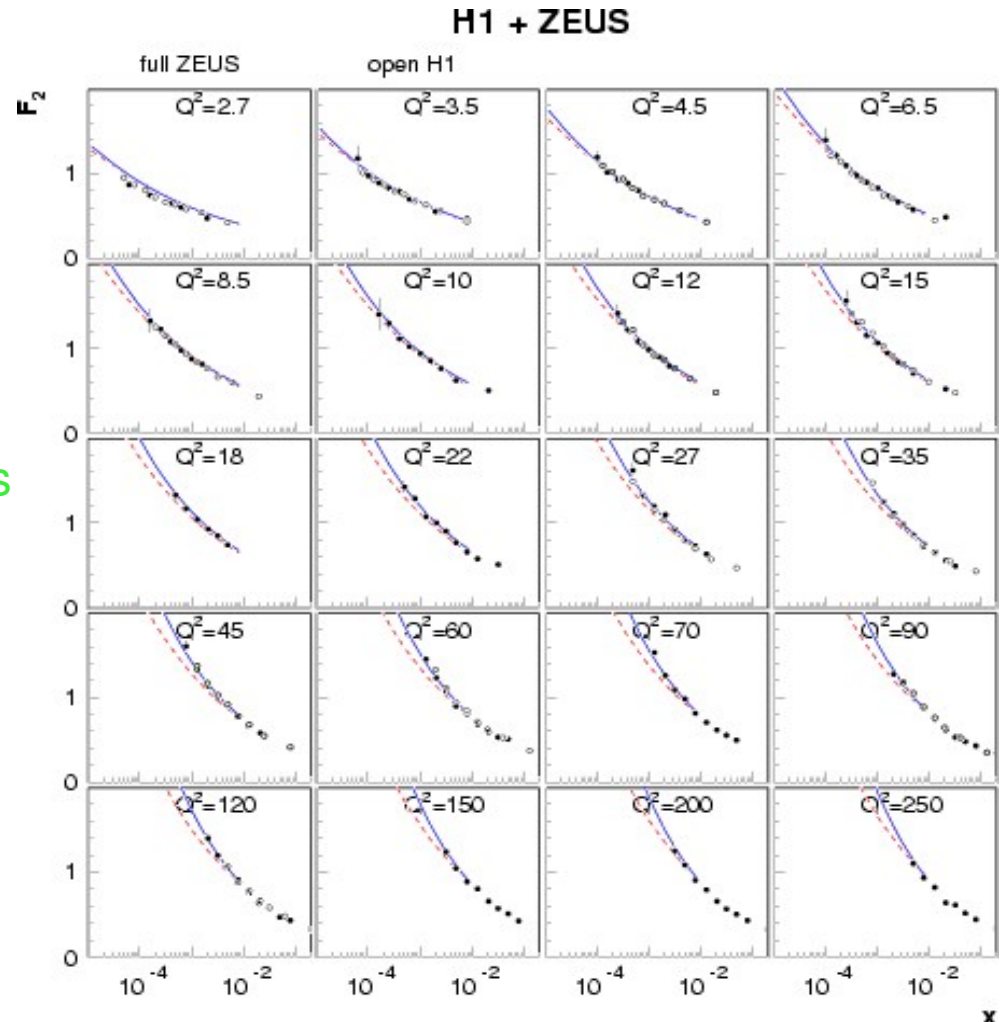 H1 + ZEUS
full ZEUS open H1
F2
Q²=2.7 Q²=3.5 Q²=4.5 Q²=6.5
1
0
Q²=8.5 Q²=10 Q²=12 Q²=15
1
0
s
Q²=18 Q²=22 Q²=27 Q²=35
1
0
Q²=45 Q²=60 Q²=70 Q²=90
1
0
Q²=120 Q²=150 Q²=200 Q²=250
1
0
10⁻⁴ 10⁻² 10⁻⁴ 10⁻² 10⁻⁴ 10⁻² 10⁻⁴ 10⁻²
x